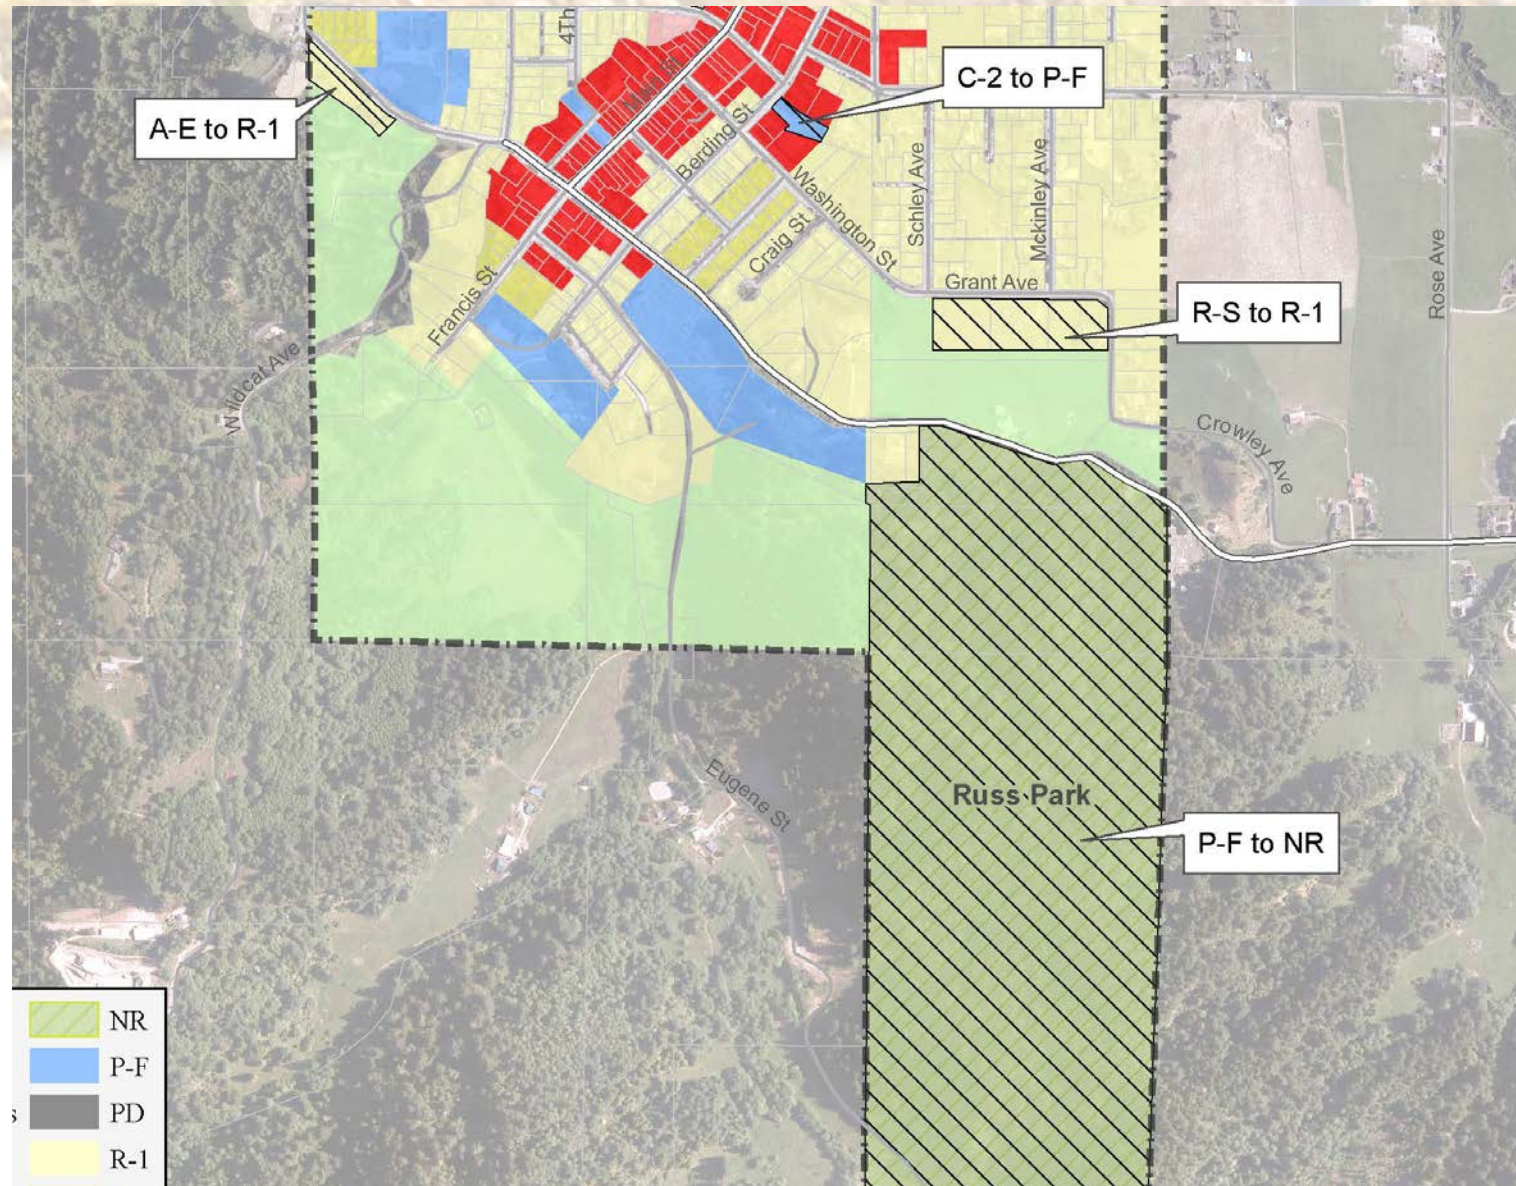 4Th
Main St
C-2 to P-F
A-E to R-1
Berding St
Washington St
Schley Ave
Mckinley Ave
Craig St
Rose Ave
Francis St
Grant Ave
R-S to R-1
Wildcat Ave
Crowley Ave
Eugene St
Russ Park
P-F to NR
NR
P-F
s
PD
R-1